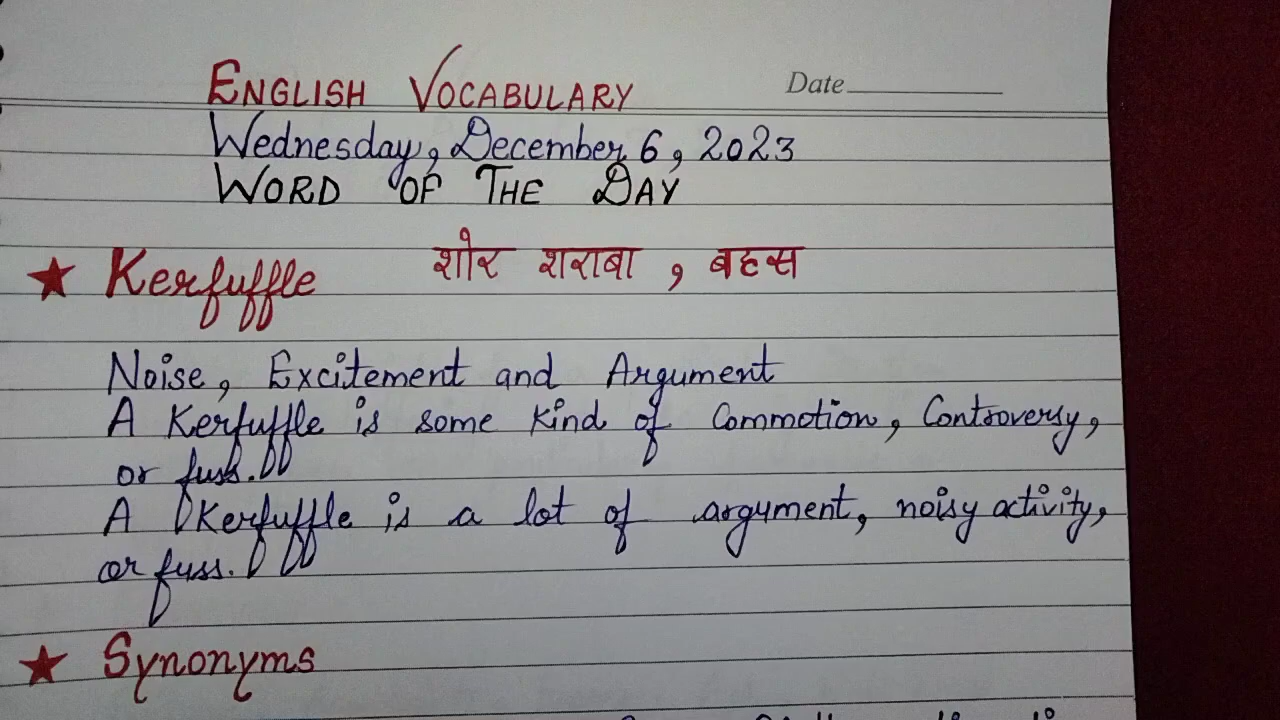 ENGLISH VOCABULARY
Date
Wednesday, December 6, 2023
WORD OF THE DAY
★ Kerfuffle शोर शराबा , बहस
Noise, Excitement and Argument
A Kerfuffle is some kind of Commotion, Controversy,
or fuss.
A Kerfuffle is a lot of argument, noisy activity,
or fuss.
★ Synonyms